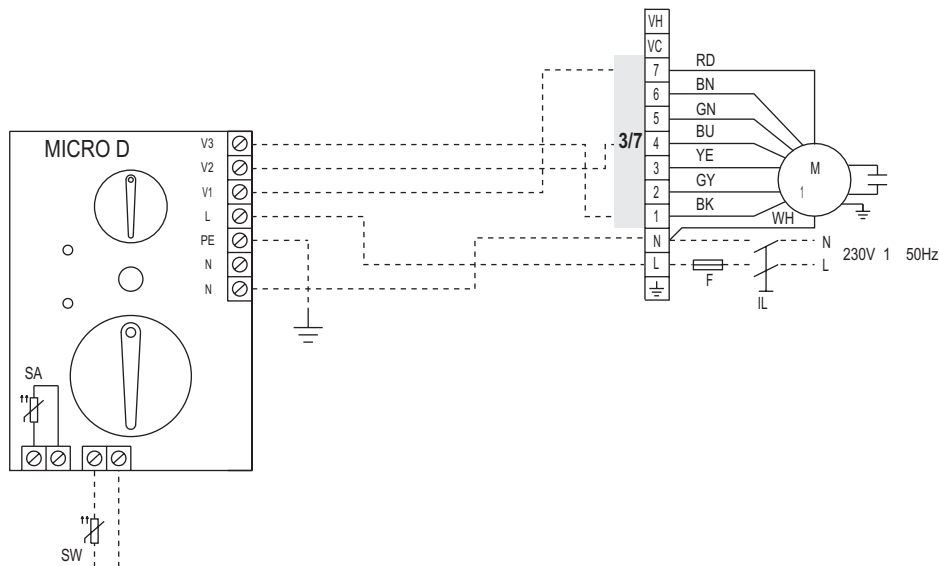 MICRO D
V3
V2
V1
L
PE
N
N
SA
SW
VH
VC
7
6
5
4
3
2
1
N
L
3/7
RD
BN
GN
BU
YE
GY
BK
WH
M
1
N
L
230V 1 50Hz
F
IL